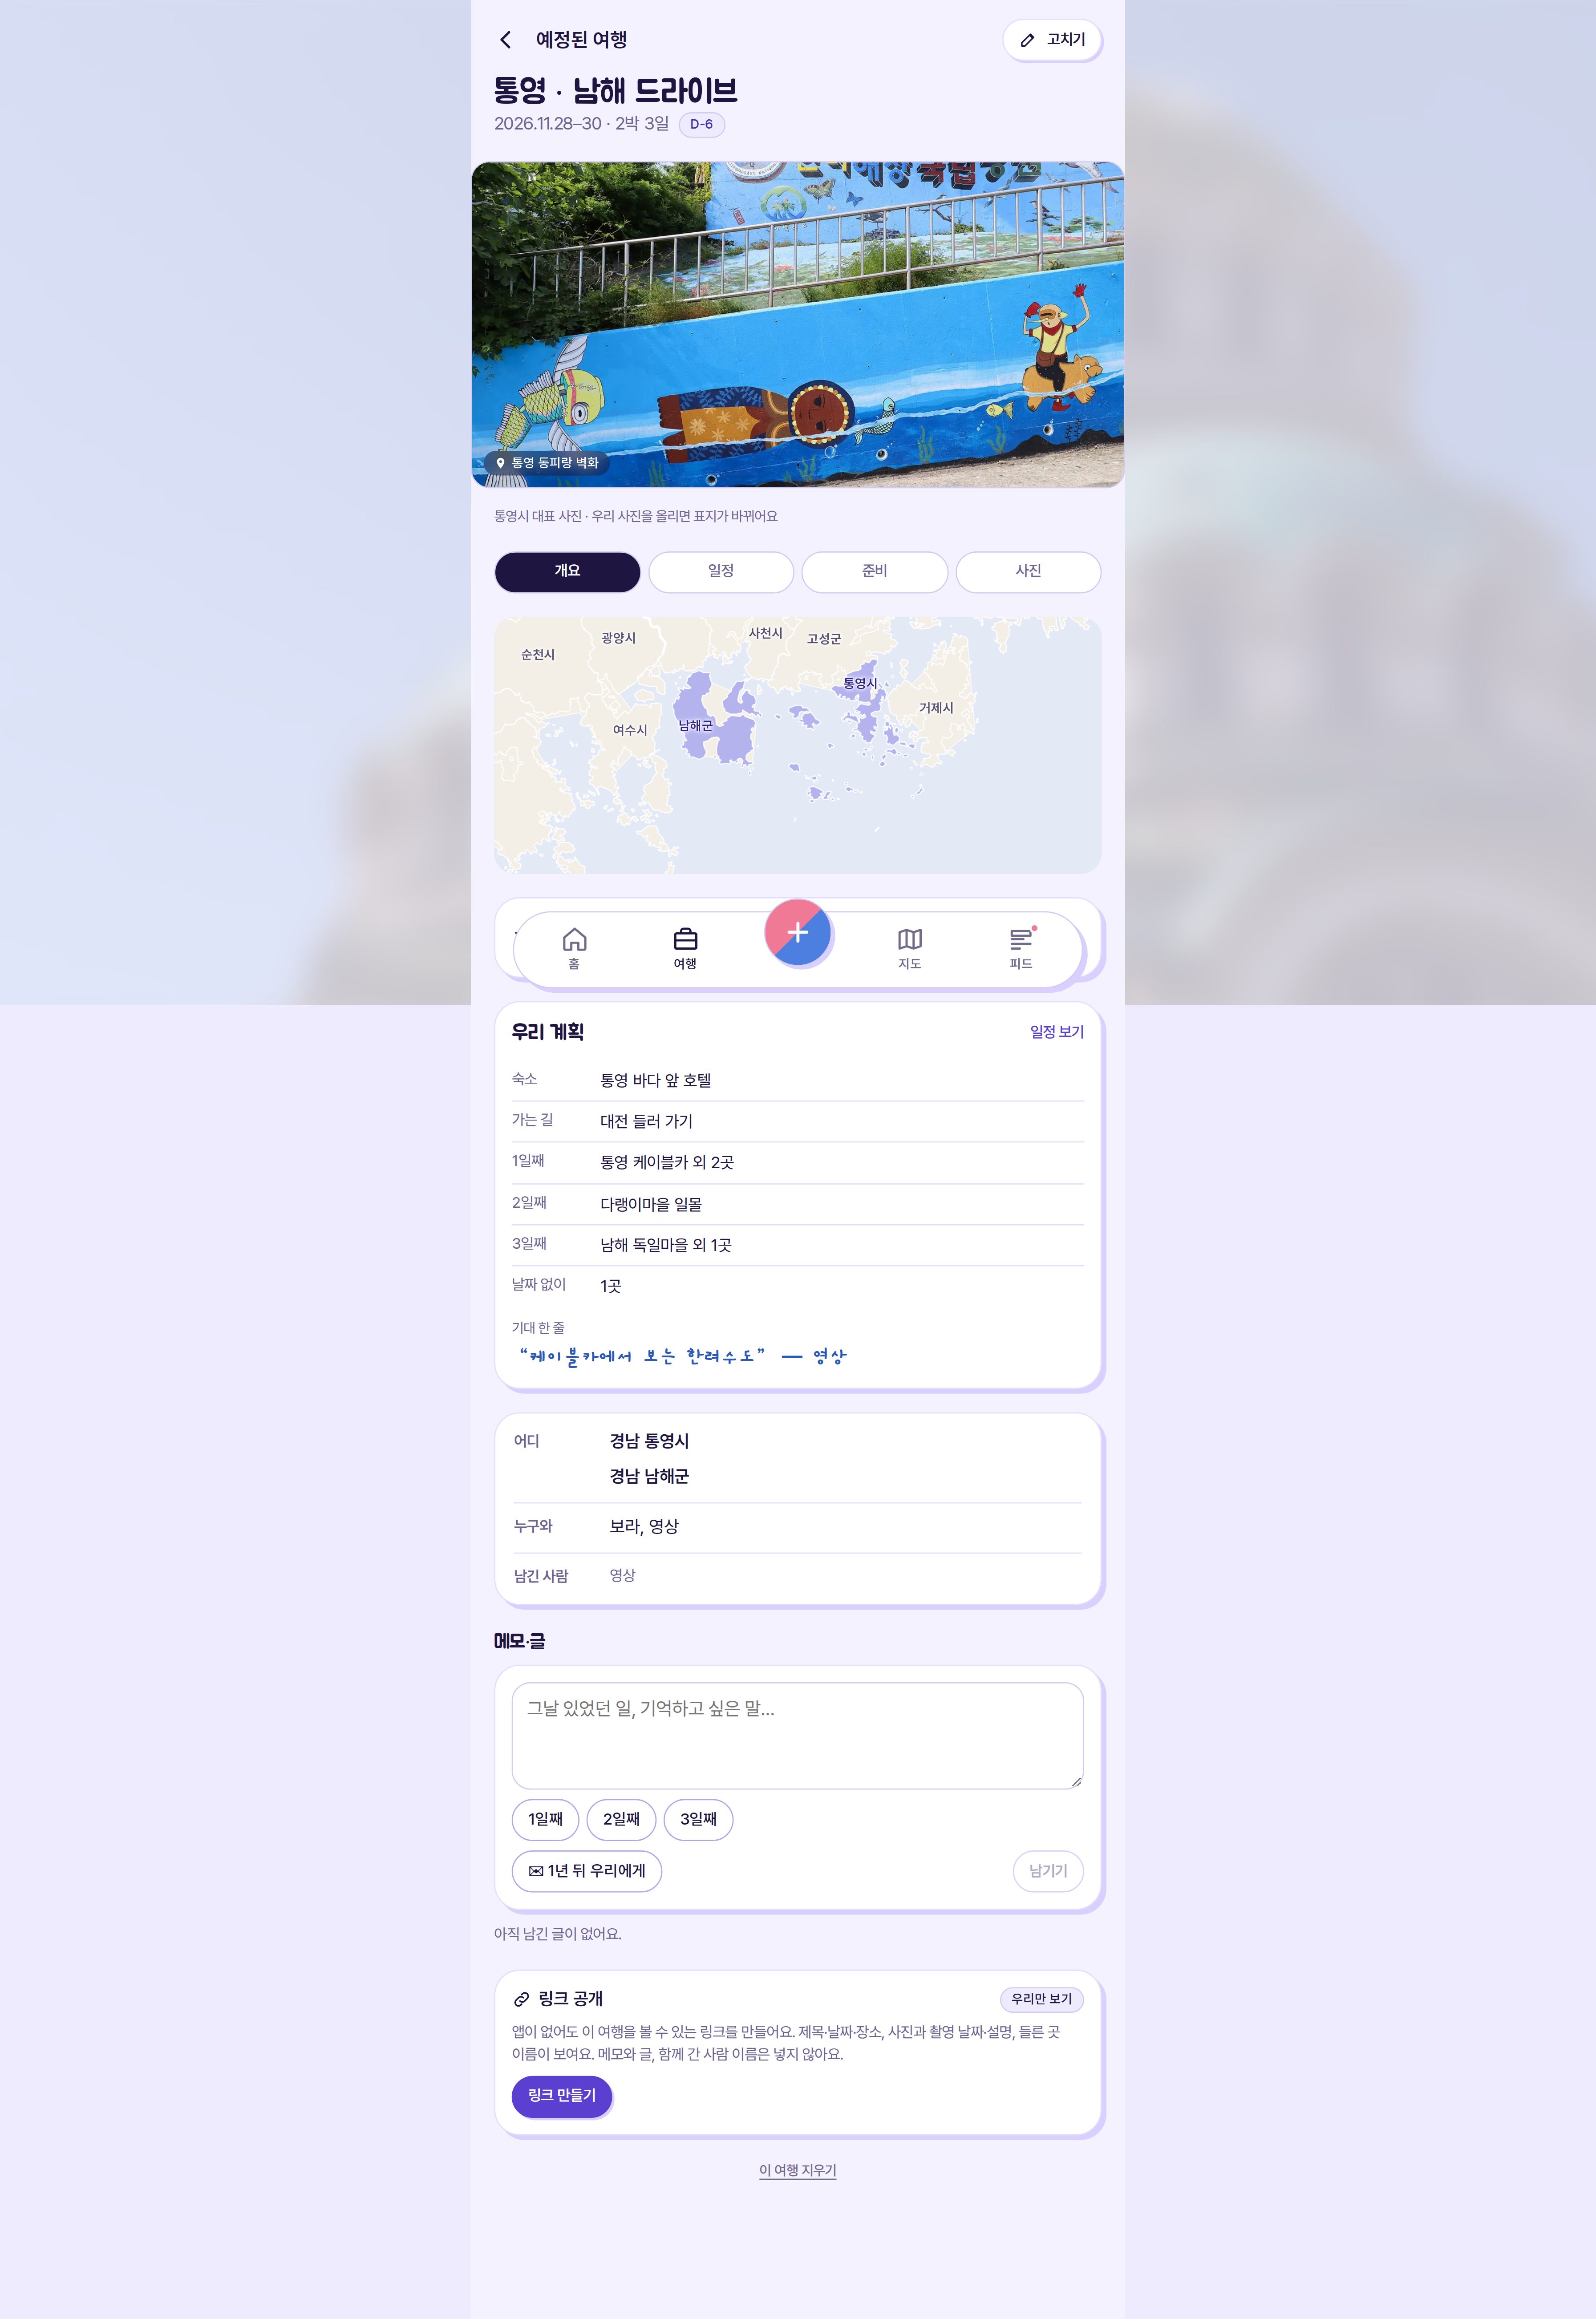 예정된 여행
고치기
통영 · 남해 드라이브
2026.11.28–30 · 2박 3일 D-6
통영 동피랑 벽화
통영시 대표 사진 · 우리 사진을 올리면 표지가 바뀌어요
개요 일정 준비 사진
순천시
광양시
사천시
고성군
통영시
거제시
여수시
남해군
홈 여행 지도 피드
우리 계획 일정 보기
숙소 통영 바다 앞 호텔
가는 길 대전 들러 가기
1일째 통영 케이블카 외 2곳
2일째 다랭이마을 일몰
3일째 남해 독일마을 외 1곳
날짜 없이 1곳
기대 한 줄
“케이블카에서 보는 한려수도” — 영상
어디 경남 통영시
경남 남해군
누구와 보라, 영상
남긴 사람 영상
메모·글
그날 있었던 일, 기억하고 싶은 말...
1일째 2일째 3일째
✉ 1년 뒤 우리에게 남기기
아직 남긴 글이 없어요.
링크 공개 우리만 보기
앱이 없어도 이 여행을 볼 수 있는 링크를 만들어요. 제목·날짜·장소, 사진과 촬영 날짜·설명, 들른 곳
이름이 보여요. 메모와 글, 함께 간 사람 이름은 넣지 않아요.
링크 만들기
이 여행 지우기